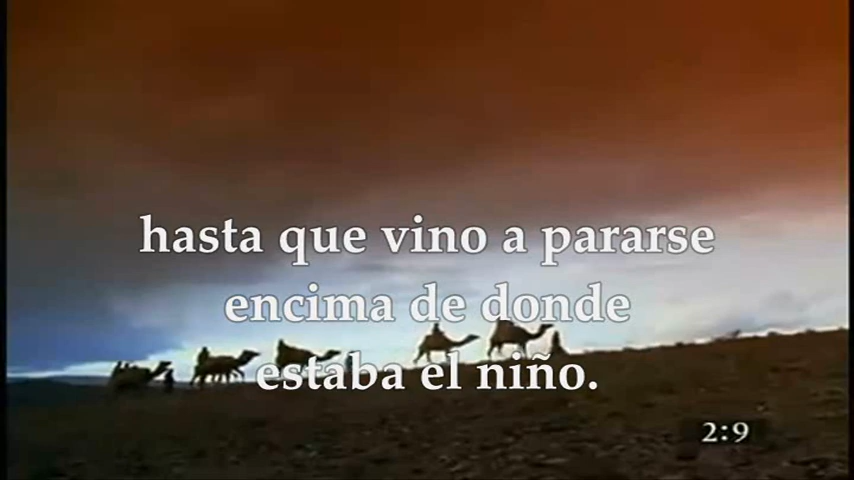 hasta que vino a pararse
encima de donde
estaba el niño.
2:9